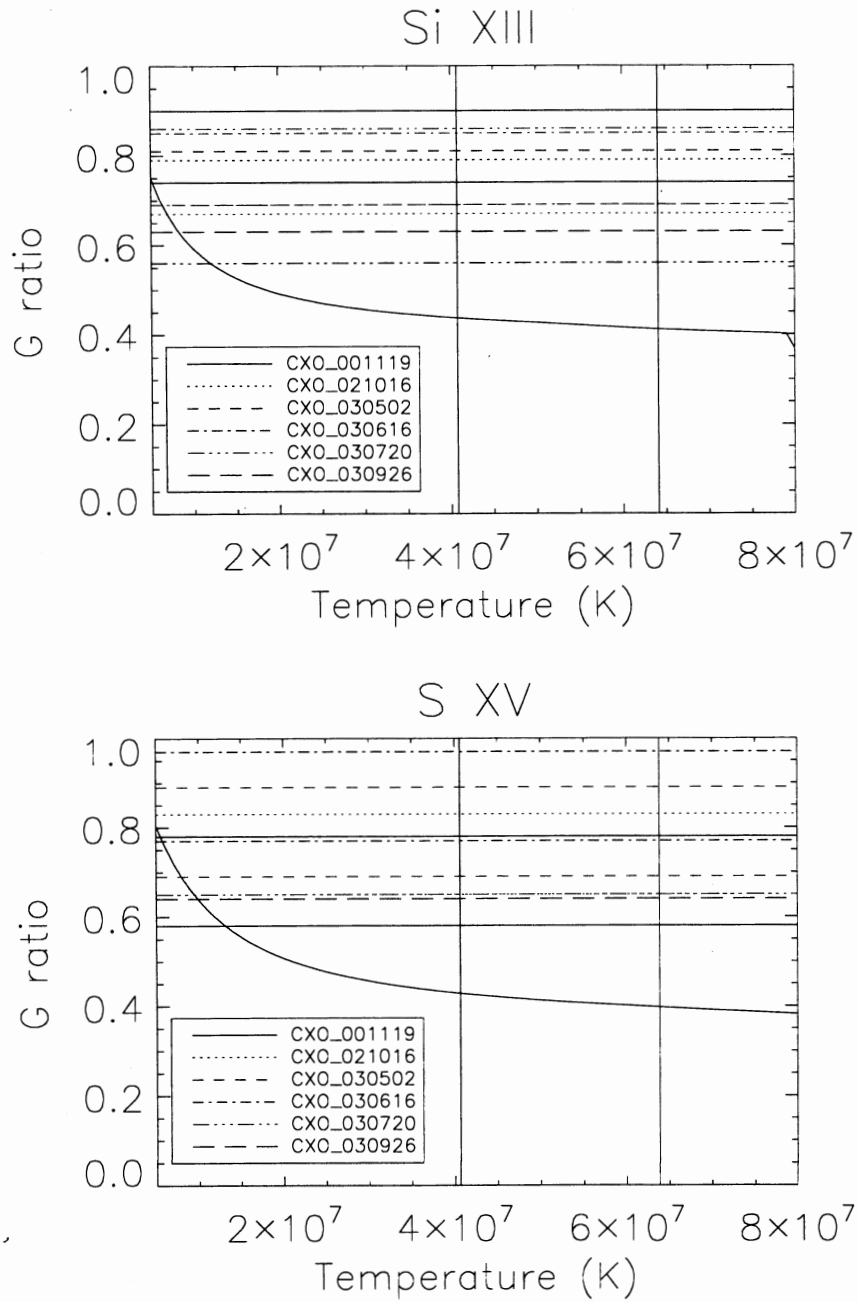 Si XIII
1.0
0.8
0.6
0.4
0.2
0.0
G ratio
CXO_001119
CXO_021016
CXO_030502
CXO_030616
CXO_030720
CXO_030926
2×10⁷ 4×10⁷ 6×10⁷ 8×10⁷
Temperature (K)
S XV
1.0
0.8
0.6
0.4
0.2
0.0
G ratio
CXO_001119
CXO_021016
CXO_030502
CXO_030616
CXO_030720
CXO_030926
2×10⁷ 4×10⁷ 6×10⁷ 8×10⁷
Temperature (K)